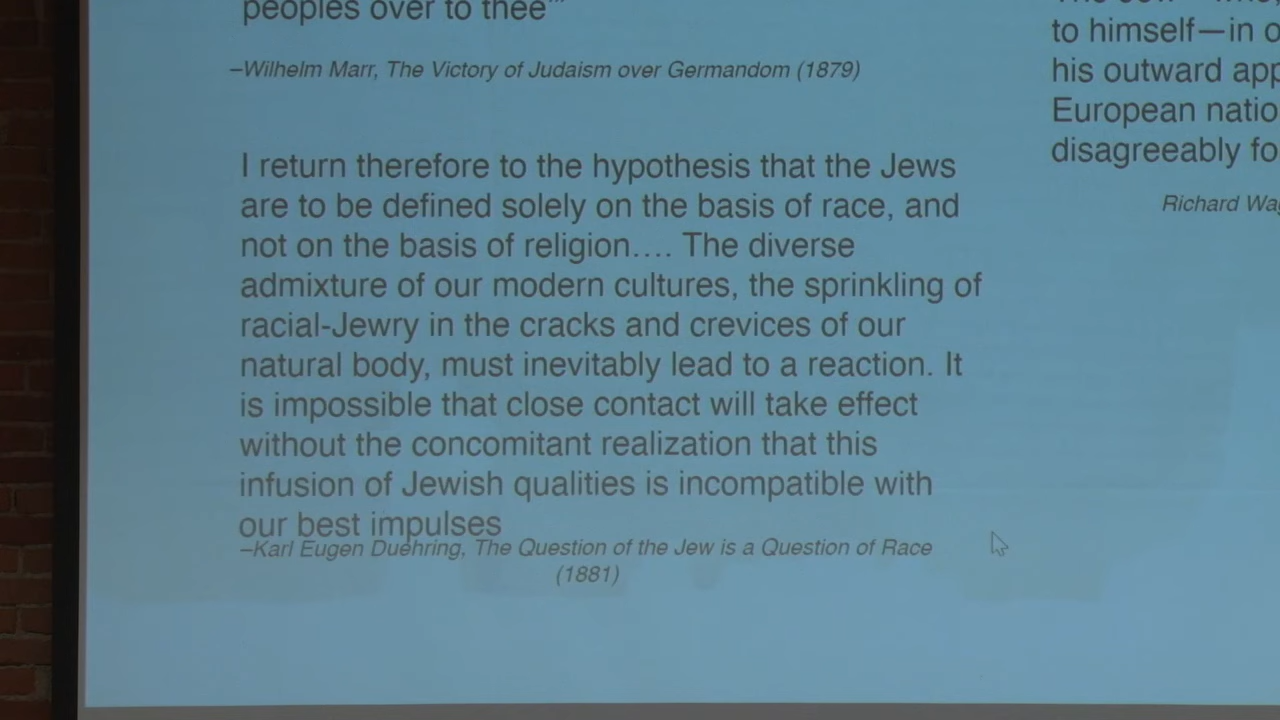 peoples over to thee'"
–Wilhelm Marr, The Victory of Judaism over Germandom (1879)
I return therefore to the hypothesis that the Jews
are to be defined solely on the basis of race, and
not on the basis of religion…. The diverse
admixture of our modern cultures, the sprinkling of
racial-Jewry in the cracks and crevices of our
natural body, must inevitably lead to a reaction. It
is impossible that close contact will take effect
without the concomitant realization that this
infusion of Jewish qualities is incompatible with
our best impulses
–Karl Eugen Duehring, The Question of the Jew is a Question of Race
(1881)
to himself—in
his outward
European
disagreeably
Richard